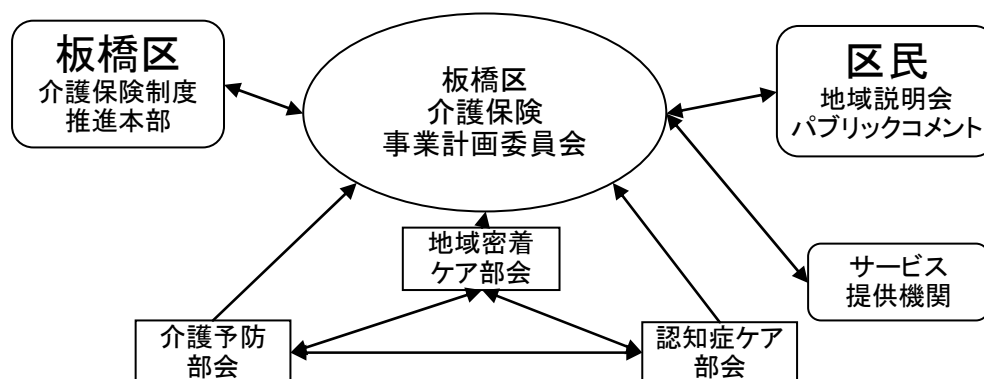 板橋区
介護保険制度
推進本部
板橋区
介護保険
事業計画委員会
区民
地域説明会
パブリックコメント
地域密着
ケア部会
サービス
提供機関
介護予防
部会
認知症ケア
部会